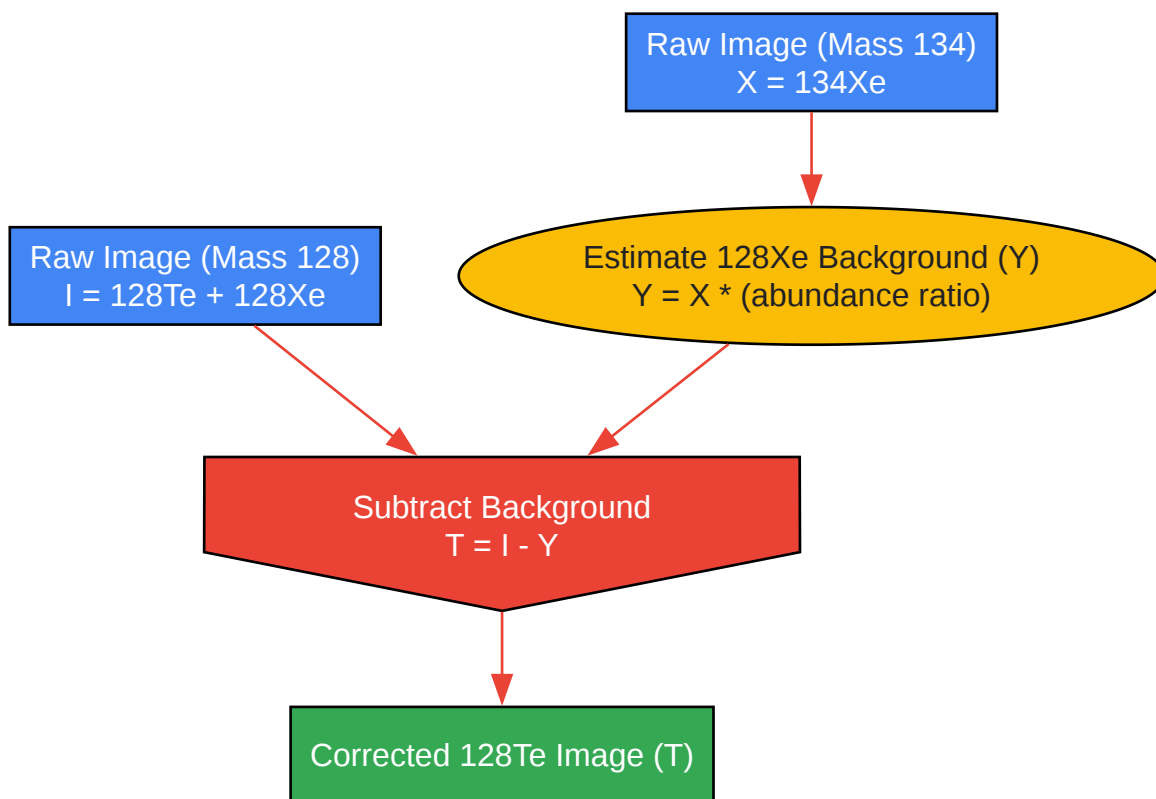 Raw Image (Mass 134)
X = 134Xe
Raw Image (Mass 128)
I = 128Te + 128Xe
Estimate 128Xe Background (Y)
Y = X * (abundance ratio)
Subtract Background
T = I - Y
Corrected 128Te Image (T)